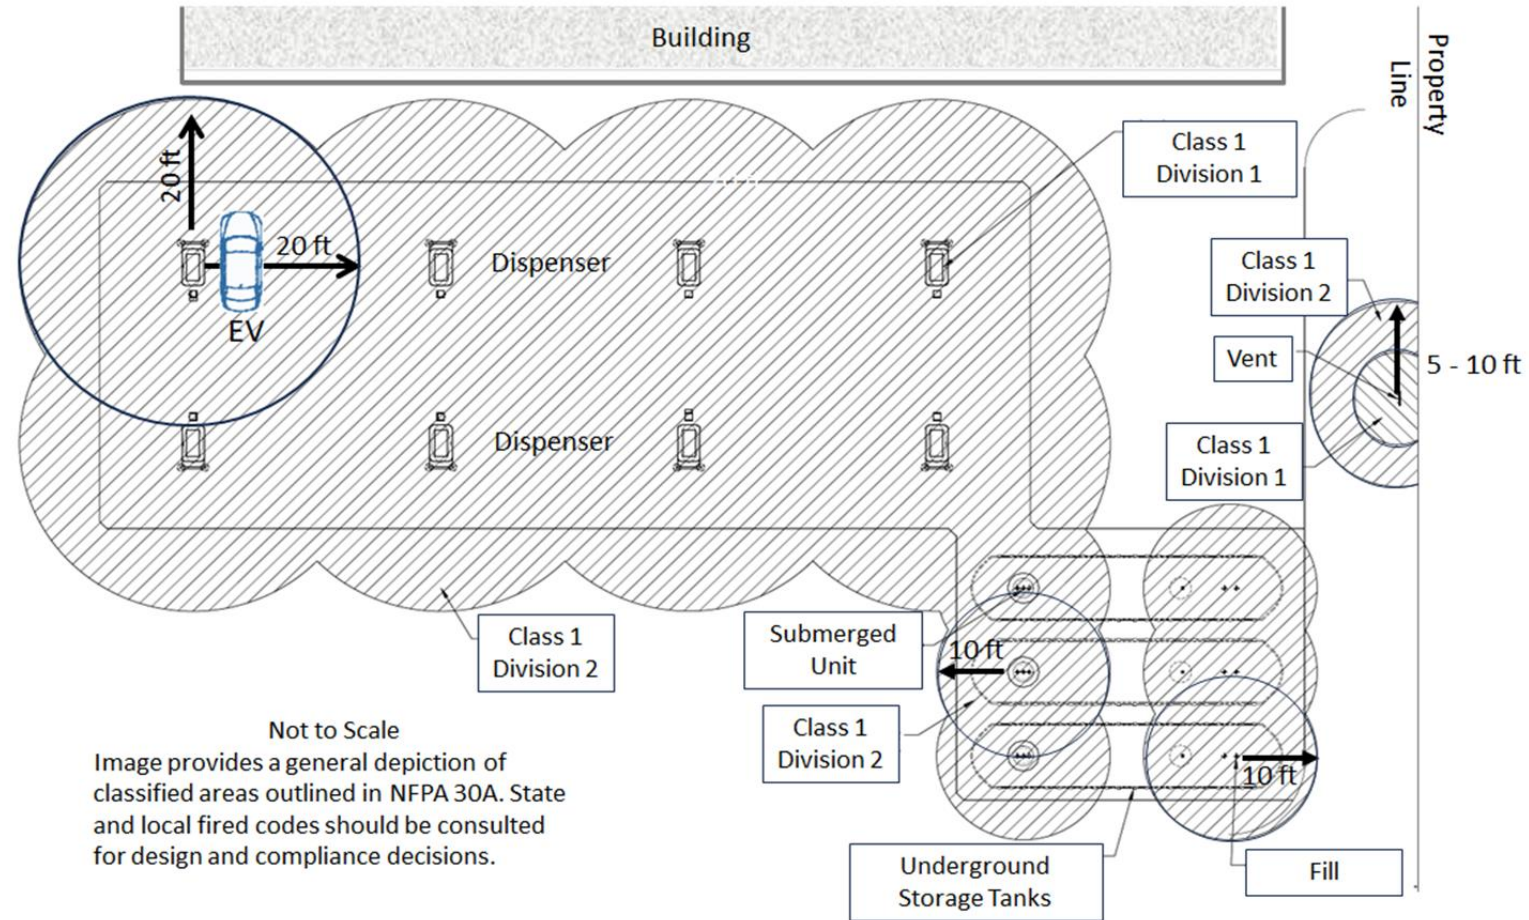 Building
Property
Line
Class 1
Division 1
20 ft
20 ft
EV
Dispenser
Class 1
Division 2
Vent
5 - 10 ft
Dispenser
Class 1
Division 1
Class 1
Division 2
Submerged
Unit
10 ft
Class 1
Division 2
10 ft
Not to Scale
Image provides a general depiction of
classified areas outlined in NFPA 30A. State
and local fired codes should be consulted
for design and compliance decisions.
Underground
Storage Tanks
Fill